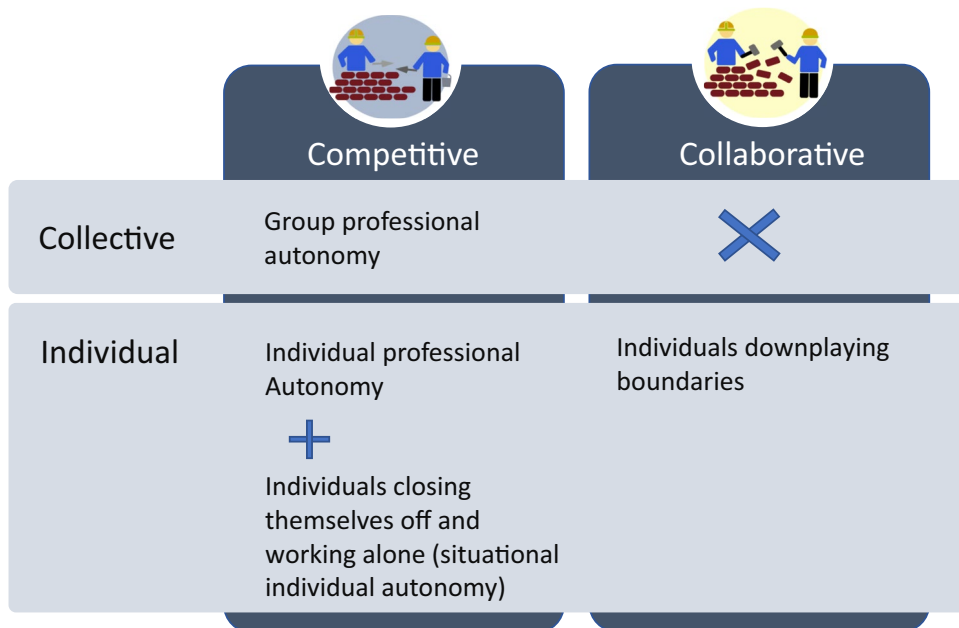 Competitive
Collaborative
Collective
Group professional
autonomy
Individual
Individual professional
Autonomy
Individuals closing
themselves off and
working alone (situational
individual autonomy)
Individuals downplaying
boundaries